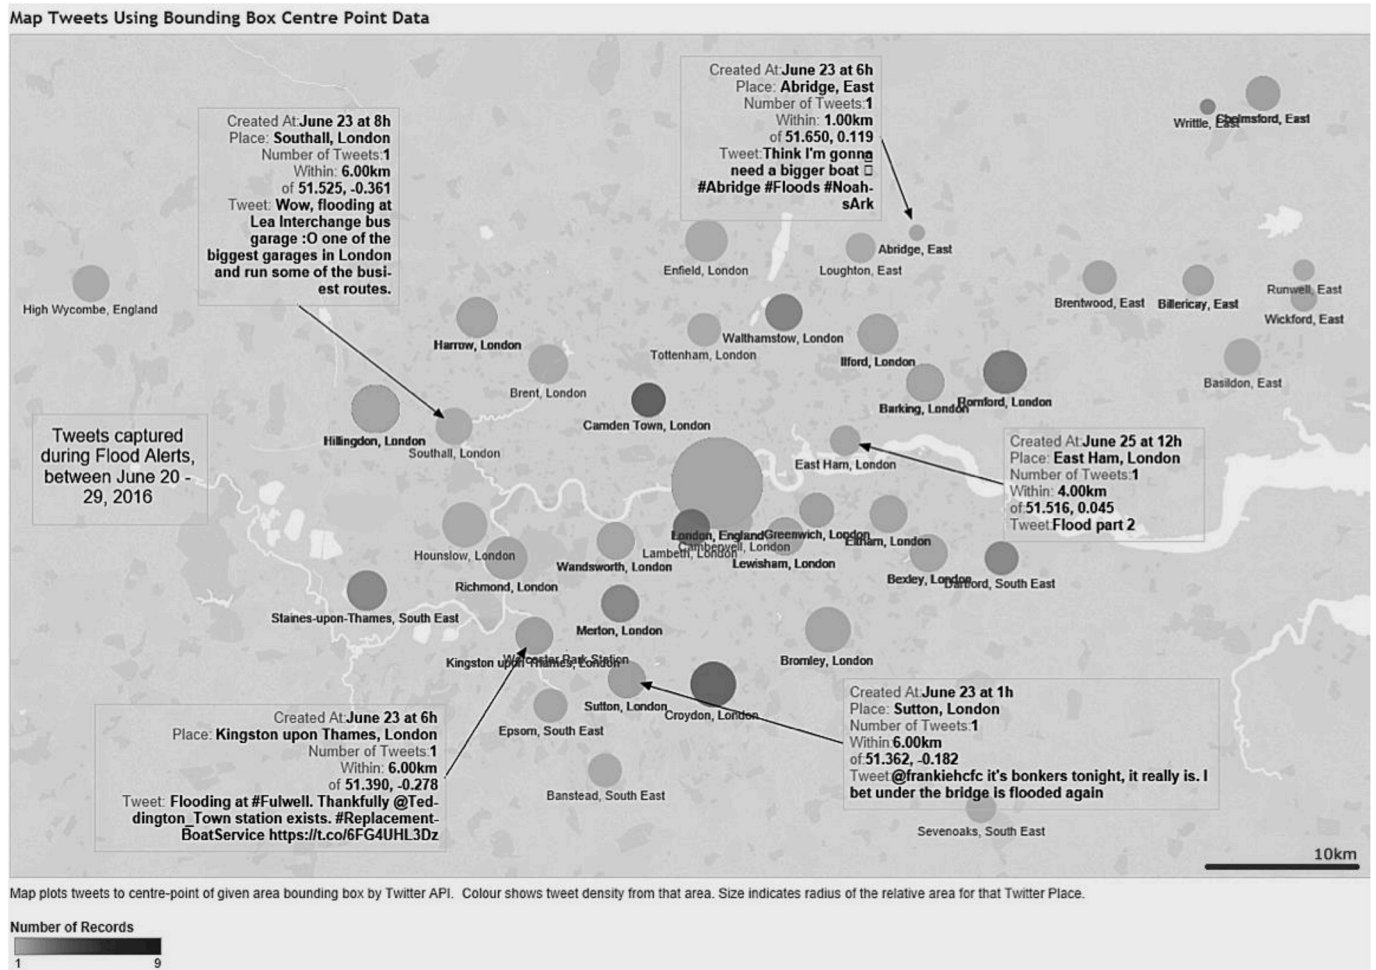 Map Tweets Using Bounding Box Centre Point Data
Created At:June 23 at 6h
Place: Abridge, East
Number of Tweets:1
Within: 1.00km
of 51.650, 0.119
Tweet:Think I'm gonna
need a bigger boat
#Abridge #Floods #Noah-
sArk
Created At:June 23 at 8h
Place: Southall, London
Number of Tweets:1
Within: 6.00km
of 51.525, -0.361
Tweet: Wow, flooding at
Lea Interchange bus
garage :O one of the
biggest garages in London
and run some of the busi-
est routes.
Writtle, East
Chelmsford, East
Enfield, London
Loughton, East
Abridge, East
High Wycombe, England
Brentwood, East
Billericay, East
Runwell, East
Wickford, East
Harrow, London
Tottenham, London
Walthamstow, London
Ilford, London
Brent, London
Basildon, East
Barking, London
Romford, London
Camden Town, London
Hillingdon, London
Southall, London
East Ham, London
Tweets captured
during Flood Alerts,
between June 20 -
29, 2016
Created At:June 25 at 12h
Place: East Ham, London
Number of Tweets:1
Within: 4.00km
of:51.516, 0.045
Tweet:Flood part 2
London, England
Greenwich, London
Eltham, London
Camberwell, London
Lambeth, London
Lewisham, London
Hounslow, London
Wandsworth, London
Richmond, London
Bexley, London
Dartford, South East
Staines-upon-Thames, South East
Merton, London
Worcester Park Station
Kingston upon Thames, London
Bromley, London
Sutton, London
Croydon, London
Epsom, South East
Banstead, South East
Created At:June 23 at 6h
Place: Kingston upon Thames, London
Number of Tweets:1
Within: 6.00km
of 51.390, -0.278
Tweet: Flooding at #Fulwell. Thankfully @Ted-
dington_Town station exists. #Replacement-
BoatService https://t.co/6FG4UHL3Dz
Created At:June 23 at 1h
Place: Sutton, London
Number of Tweets:1
Within:6.00km
of:51.362, -0.182
Tweet:@frankiehcfc it's bonkers tonight, it really is. I
bet under the bridge is flooded again
Sevenoaks, South East
10km
Map plots tweets to centre-point of given area bounding box by Twitter API. Colour shows tweet density from that area. Size indicates radius of the relative area for that Twitter Place.
Number of Records
1 9